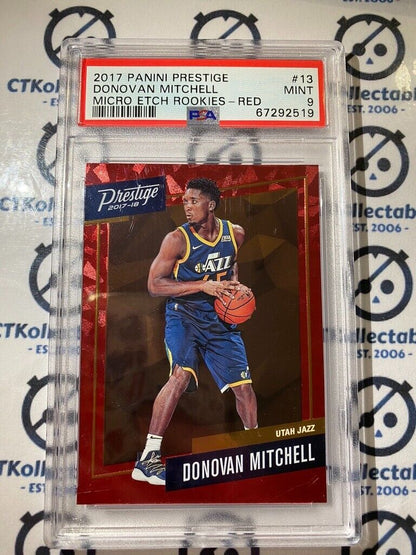 2017 PANINI PRESTIGE #13
DONOVAN MITCHELL MINT
MICRO ETCH ROOKIES - RED 9
PSA 67292519
Prestige
2017-18
JAZZ
45
UTAH JAZZ
DONOVAN MITCHELL
CTKollectables
- EST. 2006 -